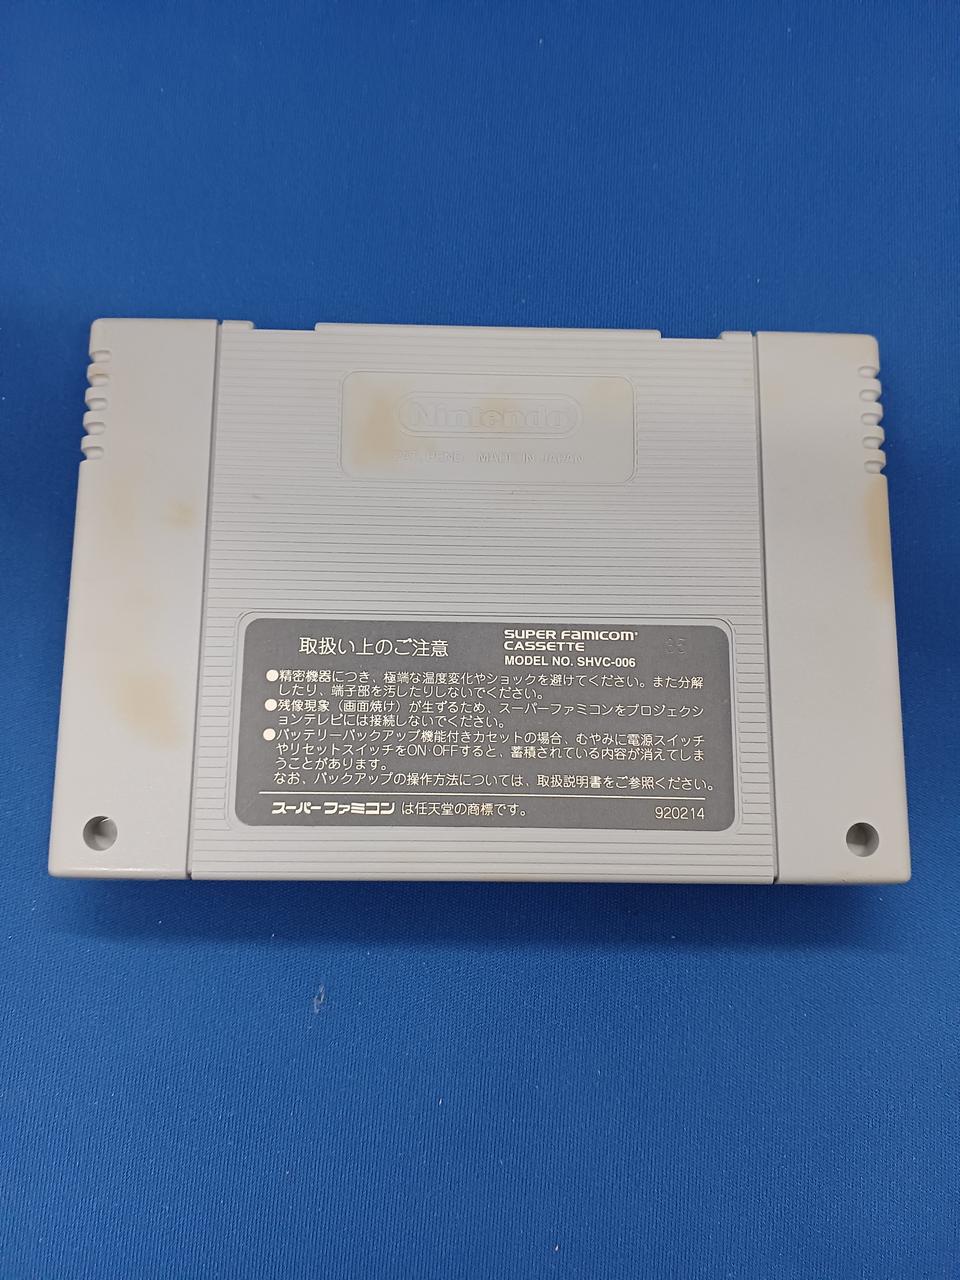 Nintendo
PAT. PEND. MADE IN JAPAN
取扱い上のご注意
SUPER FAMICOM
CASSETTE
MODEL NO. SHVC-006
●精密機器につき、極端な温度変化やショックを避けてください。また分解
したり、端子部を汚したりしないでください。
●残像現象（画面焼け）が生ずるため、スーパーファミコンをプロジェクシ
ョンテレビには接続しないでください。
●バッテリーバックアップ機能付きカセットの場合、むやみに電源スイッチ
やリセットスイッチをON・OFFすると、蓄積されている内容が消えてしま
うことがあります。
なお、バックアップの操作方法については、取扱説明書をご参照ください。
スーパーファミコン は任天堂の商標です。
920214